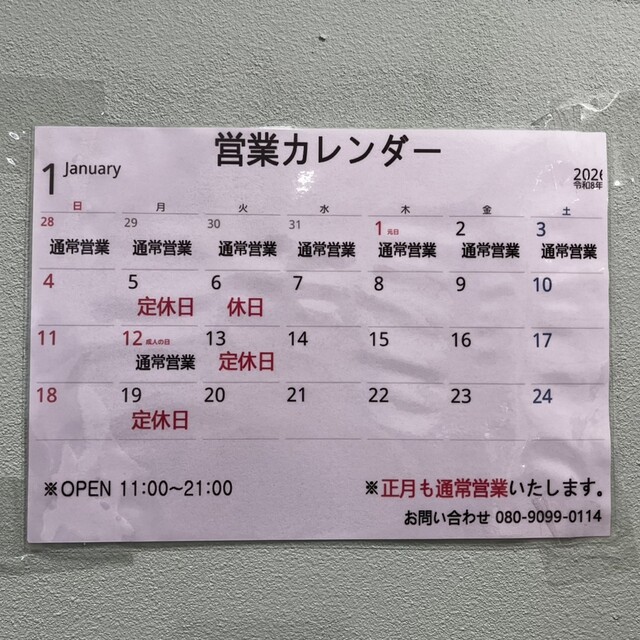 営業カレンダー
1 January
2026
令和8年
日 月 火 水 木 金 土
28 29 30 31 1 元日 2 3
通常営業 通常営業 通常営業 通常営業 通常営業 通常営業 通常営業
4 5 6 7 8 9 10
定休日 休日
11 12 成人の日 13 14 15 16 17
通常営業 定休日
18 19 20 21 22 23 24
定休日
※OPEN 11:00〜21:00
※正月も通常営業いたします。
お問い合わせ 080-9099-0114